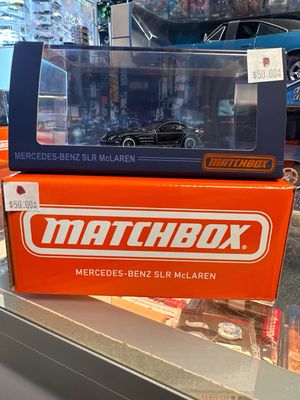 $50.00
MERCEDES-BENZ SLR McLAREN
MATCHBOX
$50.00
MATCHBOX
MERCEDES-BENZ SLR McLAREN